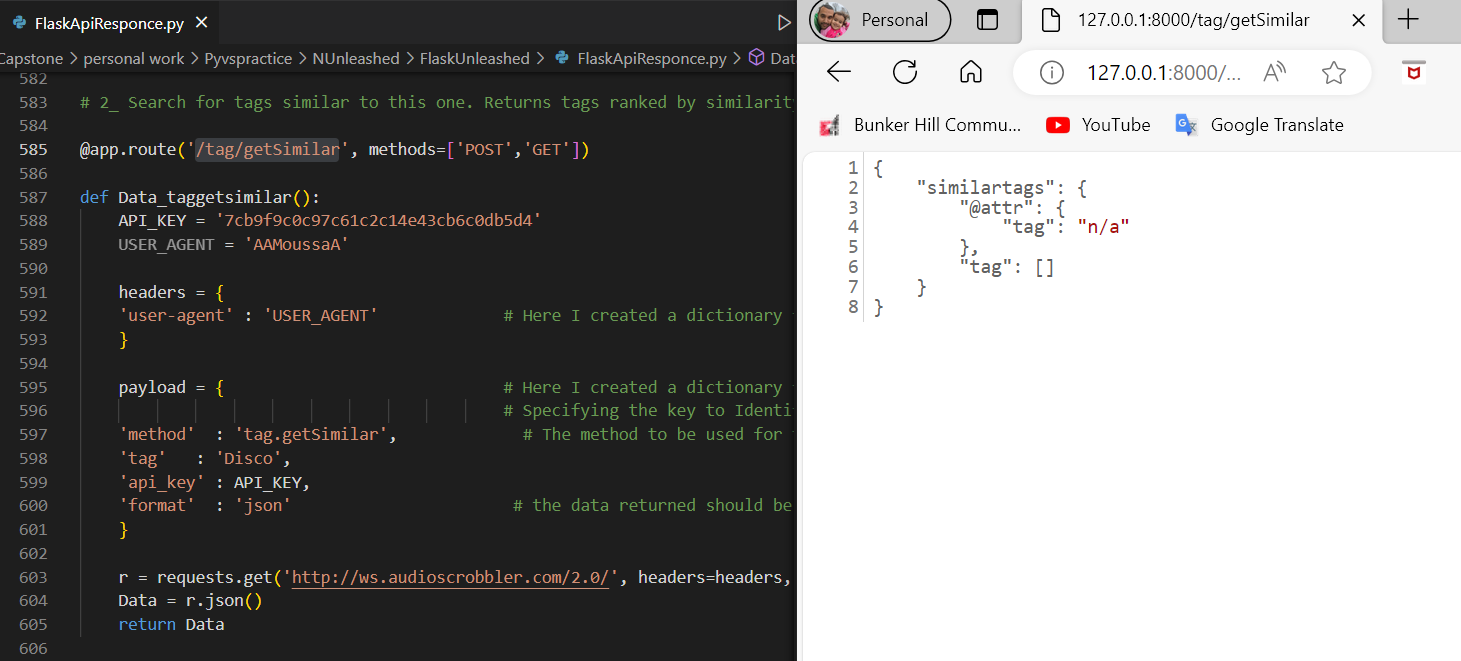 FlaskApiResponce.py
Capstone > personal work > Pyvspractice > NUnleashed > FlaskUnleashed > FlaskApiResponce.py > Dat
582
583 # 2_ Search for tags similar to this one. Returns tags ranked by similarit
584
585 @app.route('/tag/getSimilar', methods=['POST','GET'])
586
587 def Data_taggetsimilar():
588 API_KEY = '7cb9f9c0c97c61c2c14e43cb6c0db5d4'
589 USER_AGENT = 'AAMoussaA'
590
591 headers = {
592 'user-agent' : 'USER_AGENT' # Here I created a dictionary
593 }
594
595 payload = { # Here I created a dictionary
596 # Specifying the key to Identi
597 'method' : 'tag.getSimilar', # The method to be used for
598 'tag' : 'Disco',
599 'api_key' : API_KEY,
600 'format' : 'json' # the data returned should be
601 }
602
603 r = requests.get('http://ws.audioscrobbler.com/2.0/', headers=headers,
604 Data = r.json()
605 return Data
606
Personal
127.0.0.1:8000/tag/getSimilar
127.0.0.1:8000/...
Bunker Hill Commu... YouTube Google Translate
1 {
2 "similartags": {
3 "@attr": {
4 "tag": "n/a"
5 },
6 "tag": []
7 }
8 }